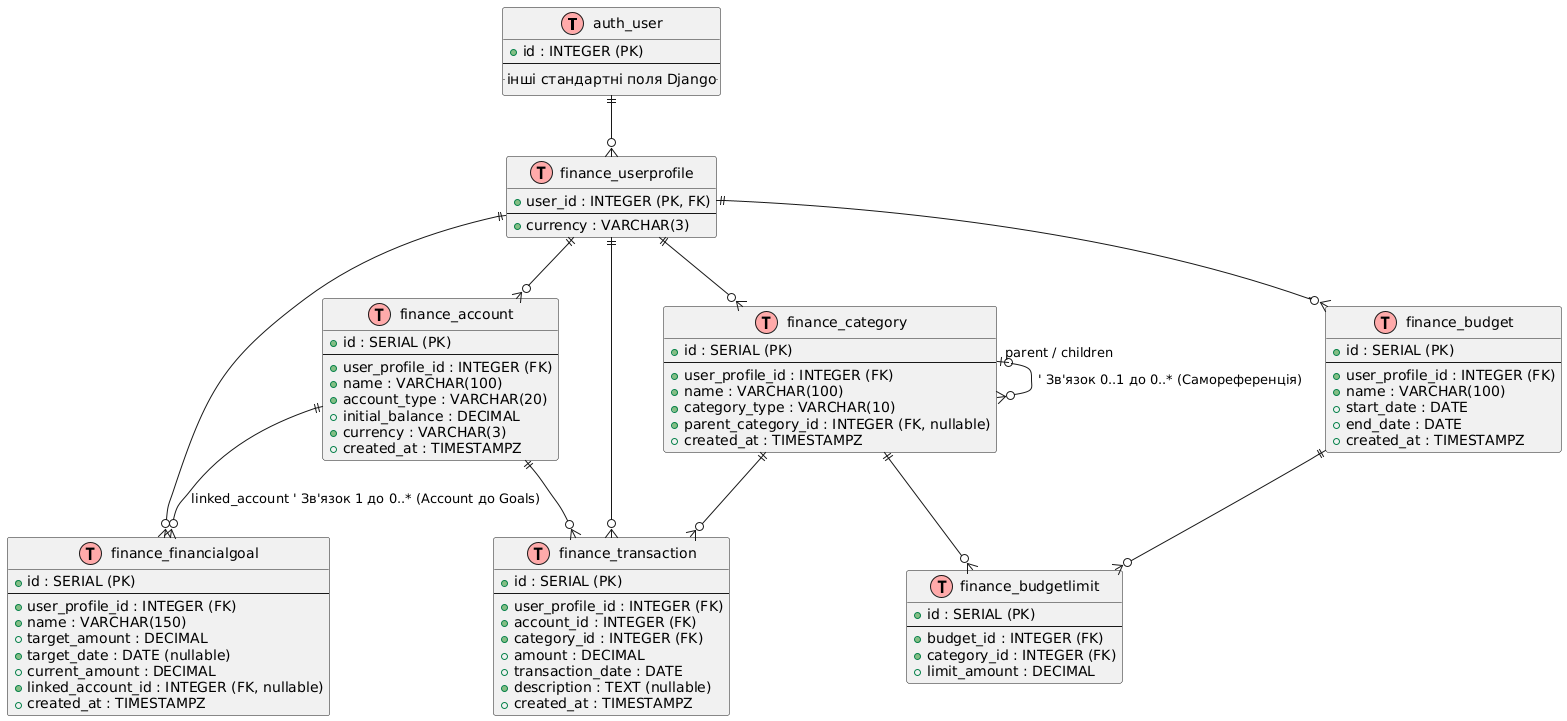 T auth_user
id : INTEGER (PK)
інші стандартні поля Django
T finance_userprofile
user_id : INTEGER (PK, FK)
currency : VARCHAR(3)
T finance_account
id : SERIAL (PK)
user_profile_id : INTEGER (FK)
name : VARCHAR(100)
account_type : VARCHAR(20)
initial_balance : DECIMAL
currency : VARCHAR(3)
created_at : TIMESTAMPZ
T finance_category
id : SERIAL (PK)
user_profile_id : INTEGER (FK)
name : VARCHAR(100)
category_type : VARCHAR(10)
parent_category_id : INTEGER (FK, nullable)
created_at : TIMESTAMPZ
parent / children
' Зв'язок 0..1 до 0..* (Самореференція)
T finance_budget
id : SERIAL (PK)
user_profile_id : INTEGER (FK)
name : VARCHAR(100)
start_date : DATE
end_date : DATE
created_at : TIMESTAMPZ
linked_account ' Зв'язок 1 до 0..* (Account до Goals)
T finance_financialgoal
id : SERIAL (PK)
user_profile_id : INTEGER (FK)
name : VARCHAR(150)
target_amount : DECIMAL
target_date : DATE (nullable)
current_amount : DECIMAL
linked_account_id : INTEGER (FK, nullable)
created_at : TIMESTAMPZ
T finance_transaction
id : SERIAL (PK)
user_profile_id : INTEGER (FK)
account_id : INTEGER (FK)
category_id : INTEGER (FK)
amount : DECIMAL
transaction_date : DATE
description : TEXT (nullable)
created_at : TIMESTAMPZ
T finance_budgetlimit
id : SERIAL (PK)
budget_id : INTEGER (FK)
category_id : INTEGER (FK)
limit_amount : DECIMAL